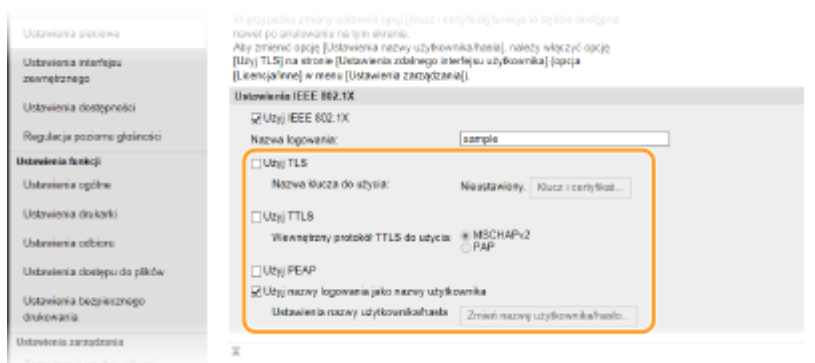 W przypadku zmiany ustawień opcji [Klucz i certyfikat] funkcja ta będzie dostępna
nawet po anulowaniu na tym ekranie.
Aby zmienić opcję [Ustawienia nazwy użytkownika/hasła], należy włączyć opcję
[Użyj TLS] na stronie [Ustawienia zdalnego interfejsu użytkownika] (opcja
[Licencja/Inne] w menu [Ustawienia zarządzania]).
Ustawienia sieciowe
Ustawienia interfejsu
zewnętrznego
Ustawienia dostępności
Regulacja poziomu głośności
Ustawienia funkcji
Ustawienia ogólne
Ustawienia drukarki
Ustawienia odbioru
Ustawienia dostępu do plików
Ustawienia bezpiecznego
drukowania
Ustawienia zarządzania
Ustawienia IEEE 802.1X
Użyj IEEE 802.1X
Nazwa logowania: sample
Użyj TLS
Nazwa klucza do użycia: Nieustawiony. Klucz i certyfikat...
Użyj TTLS
Wewnętrzny protokół TTLS do użycia: MSCHAPv2
PAP
Użyj PEAP
Użyj nazwy logowania jako nazwy użytkownika
Ustawienia nazwy użytkownika/hasła Zmień nazwę użytkownika/hasło...